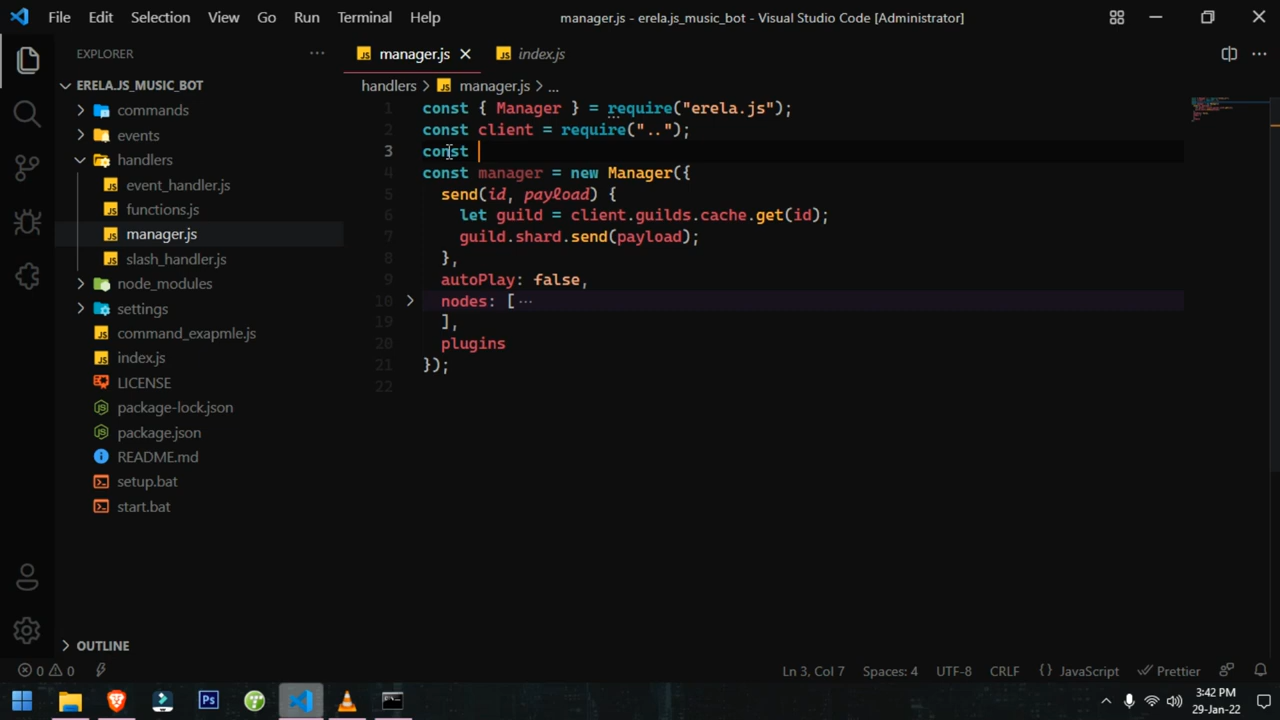 File Edit Selection View Go Run Terminal Help
manager.js - erela.js_music_bot - Visual Studio Code [Administrator]
EXPLORER
manager.js
index.js
ERELA.JS_MUSIC_BOT
handlers > manager.js > ...
commands
events
handlers
event_handler.js
functions.js
manager.js
slash_handler.js
node_modules
settings
command_exapmle.js
index.js
LICENSE
package-lock.json
package.json
README.md
setup.bat
start.bat
OUTLINE
1 const { Manager } = require("erela.js");
2 const client = require("..");
3 const
4 const manager = new Manager({
5 send(id, payload) {
6 let guild = client.guilds.cache.get(id);
7 guild.shard.send(payload);
8 },
9 autoPlay: false,
10 nodes: [ ...
19 ],
20 plugins
21 });
22
0 0
Ln 3, Col 7 Spaces: 4 UTF-8 CRLF {} JavaScript Prettier
Ps
3:42 PM
29-Jan-22